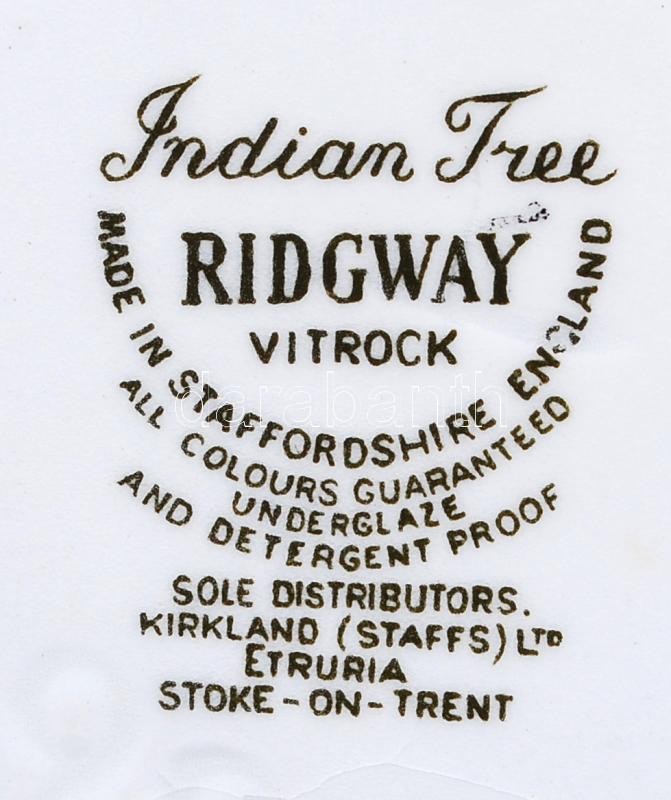 Indian Tree
RIDGWAY
VITROCK
MADE IN STAFFORDSHIRE ENGLAND
ALL COLOURS GUARANTEED
UNDERGLAZE
AND DETERGENT PROOF
SOLE DISTRIBUTORS.
KIRKLAND (STAFFS) LTD
ETRURIA
STOKE-ON-TRENT
darabanth